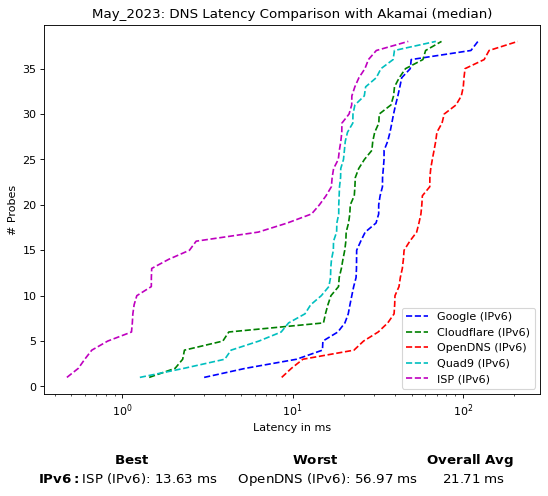 May_2023: DNS Latency Comparison with Akamai (median)
35
30
25
20
15
10
5
0
# Probes
Google (IPv6)
Cloudflare (IPv6)
OpenDNS (IPv6)
Quad9 (IPv6)
ISP (IPv6)
10^0 10^1 10^2
Latency in ms
Best Worst Overall Avg
IPv6: ISP (IPv6): 13.63 ms OpenDNS (IPv6): 56.97 ms 21.71 ms